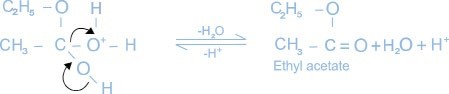 H
C₂H₅ – O
C₂H₅ – O
CH₃ – C – O⁺ – H
-H₂O
-H⁺
CH₃ – C = O + H₂O + H⁺
O
H
Ethyl acetate